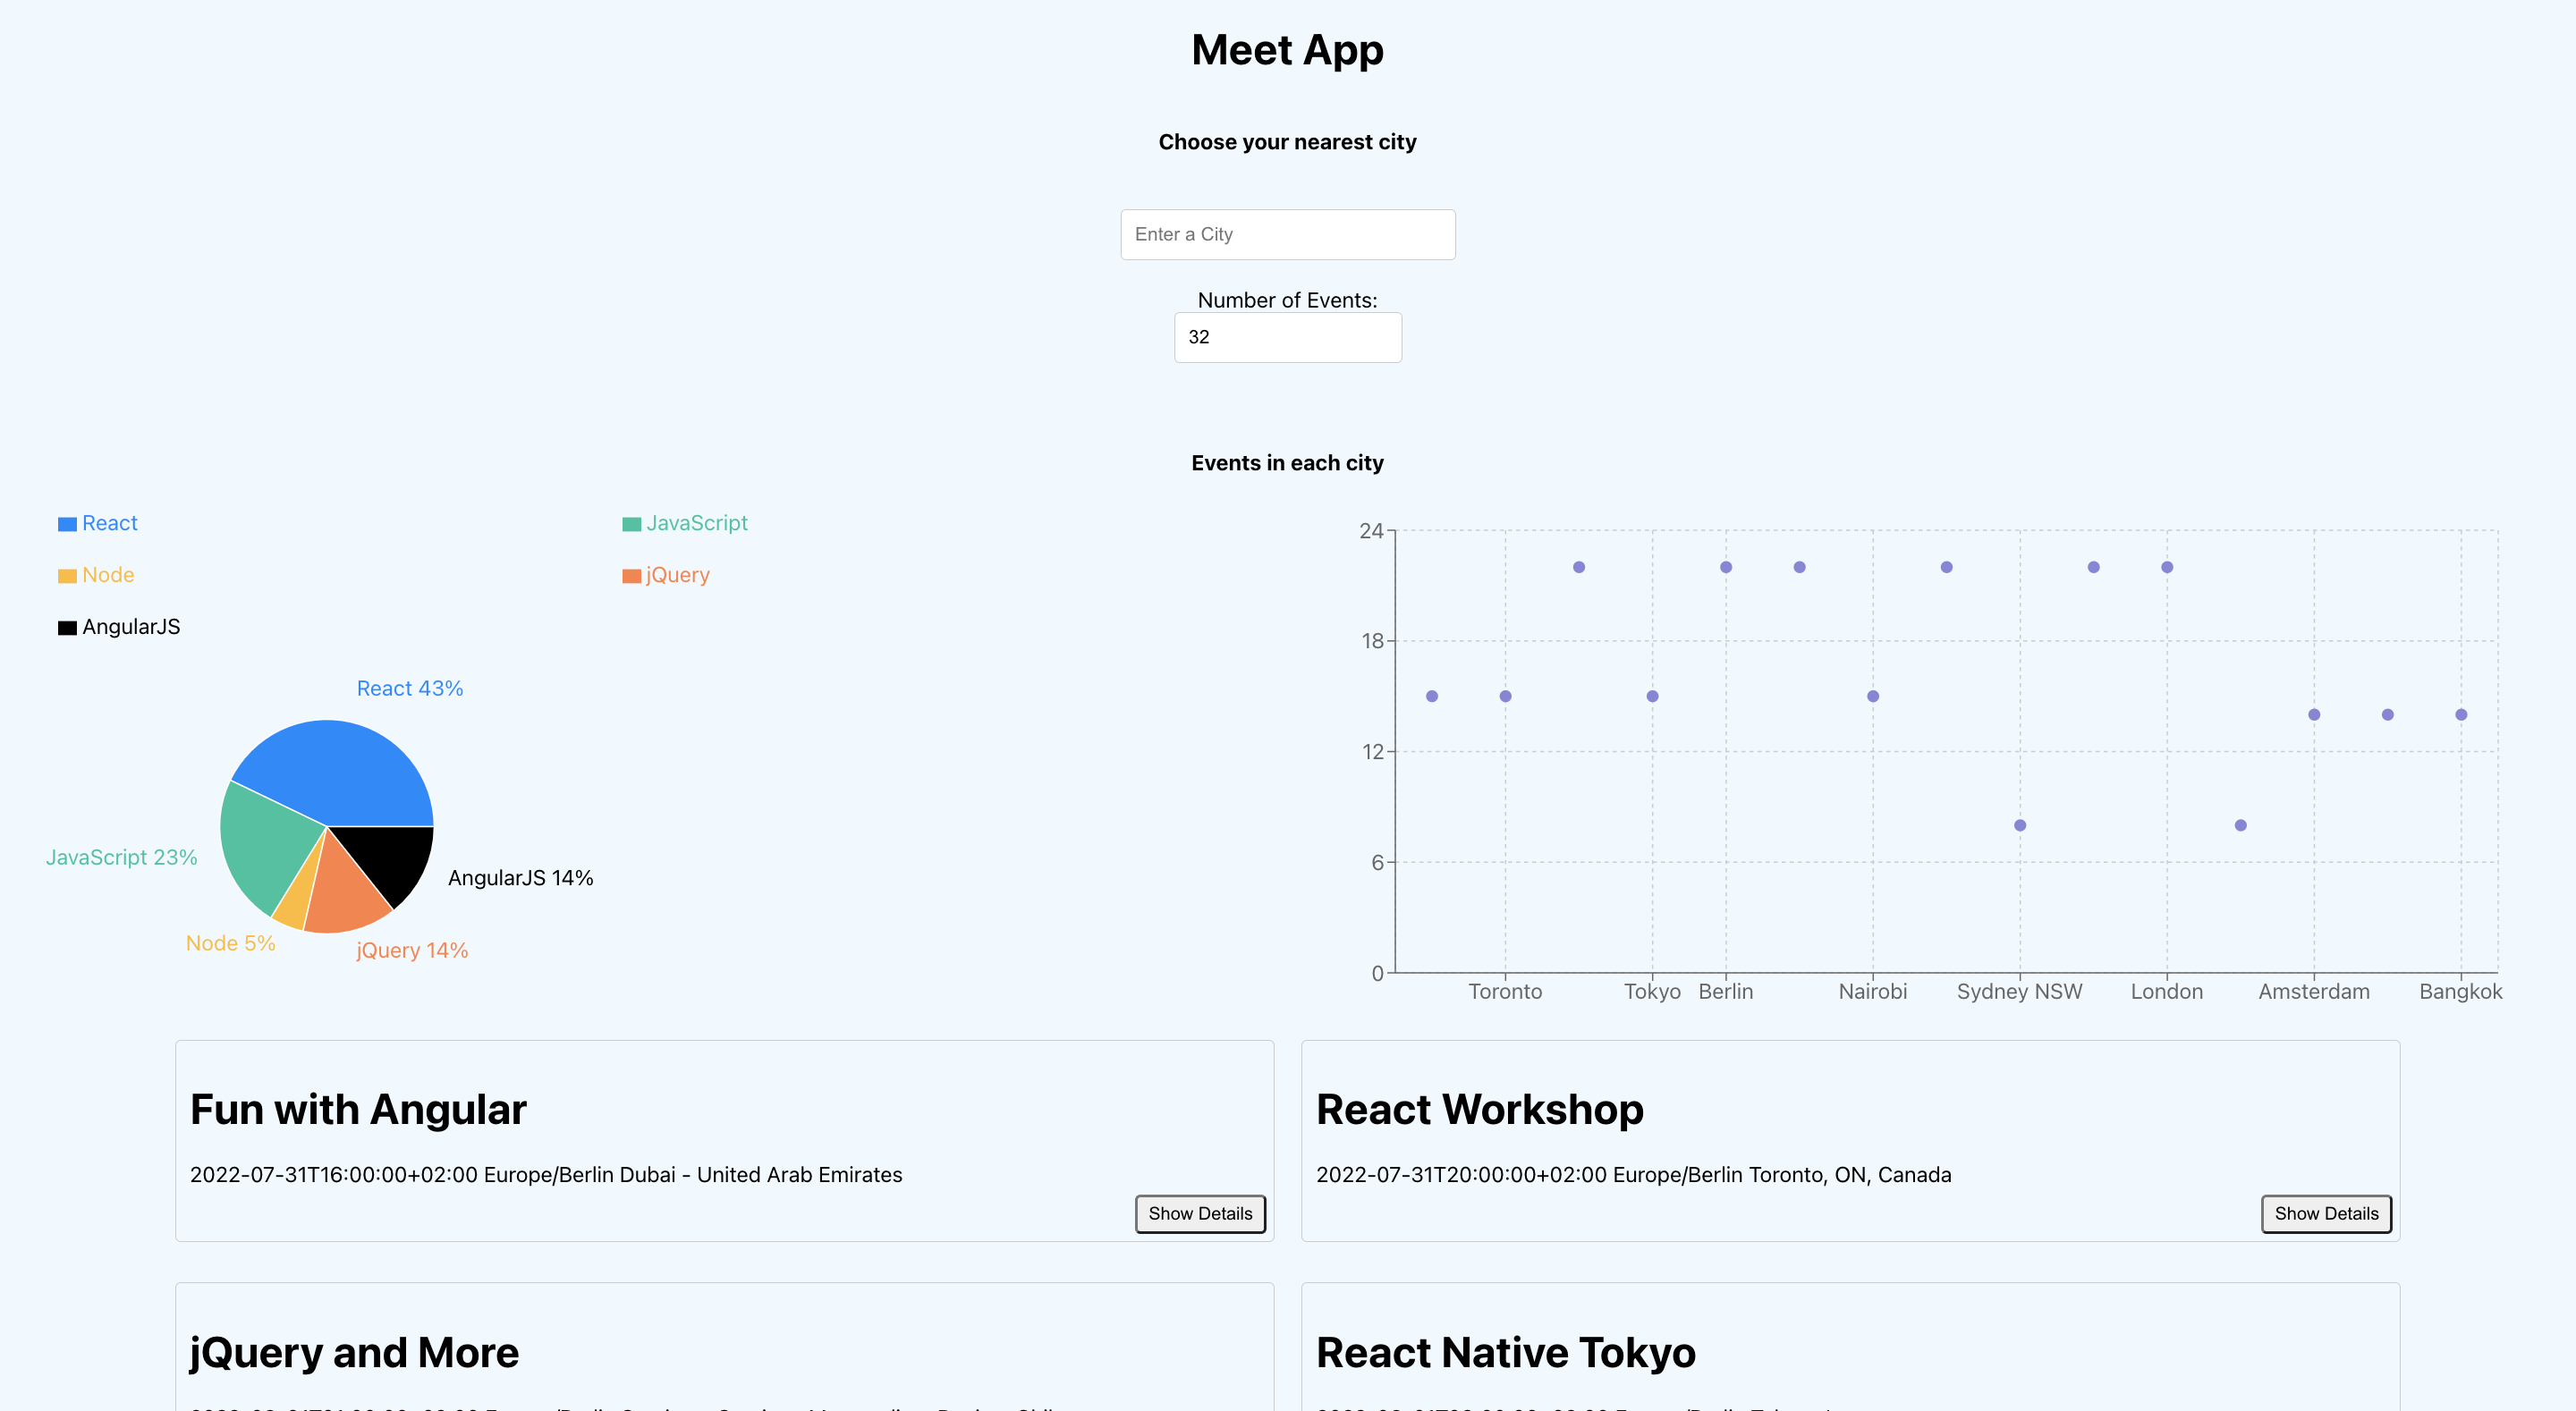 Meet App
Choose your nearest city
Enter a City
Number of Events:
32
Events in each city
React
JavaScript
Node
jQuery
AngularJS
React 43%
JavaScript 23%
Node 5%
jQuery 14%
AngularJS 14%
24
18
12
6
0
Toronto
Tokyo
Berlin
Nairobi
Sydney NSW
London
Amsterdam
Bangkok
Fun with Angular
2022-07-31T16:00:00+02:00 Europe/Berlin Dubai - United Arab Emirates
Show Details
React Workshop
2022-07-31T20:00:00+02:00 Europe/Berlin Toronto, ON, Canada
Show Details
jQuery and More
React Native Tokyo